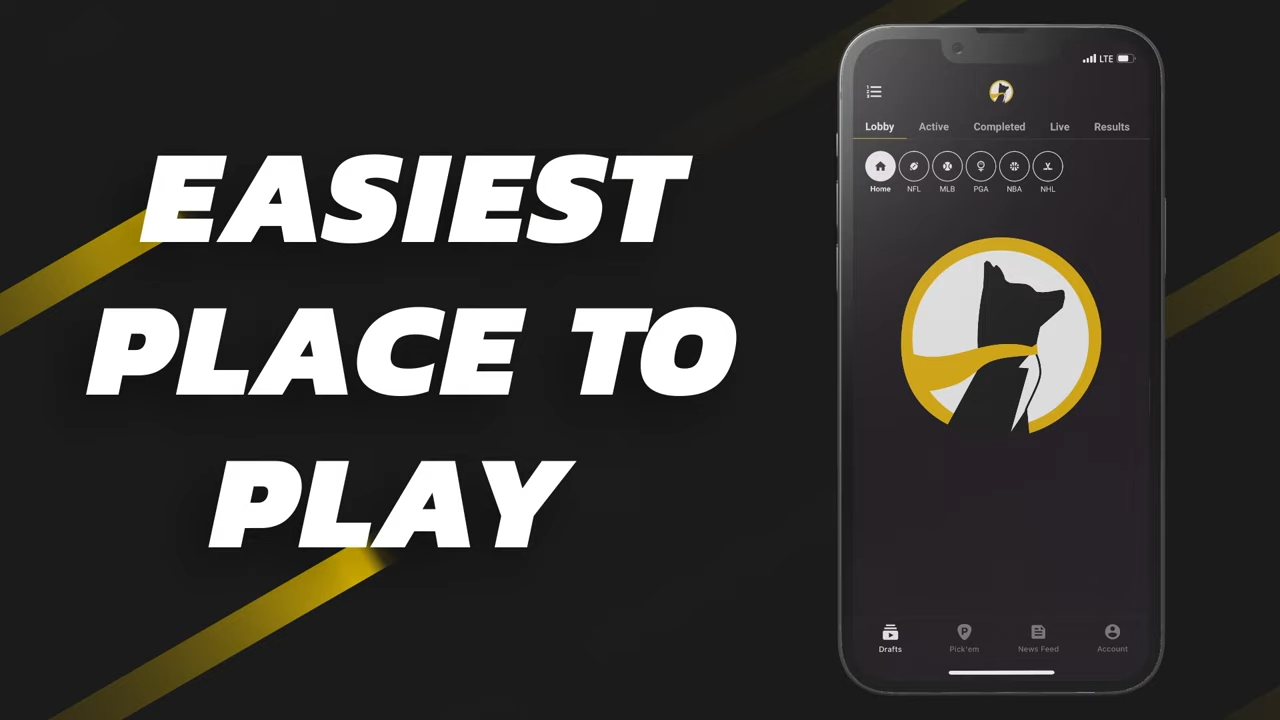 EASIEST
PLACE TO
PLAY
LTE
Lobby Active Completed Live Results
Home NFL MLB PGA NBA NHL
Drafts Pick'em News Feed Account